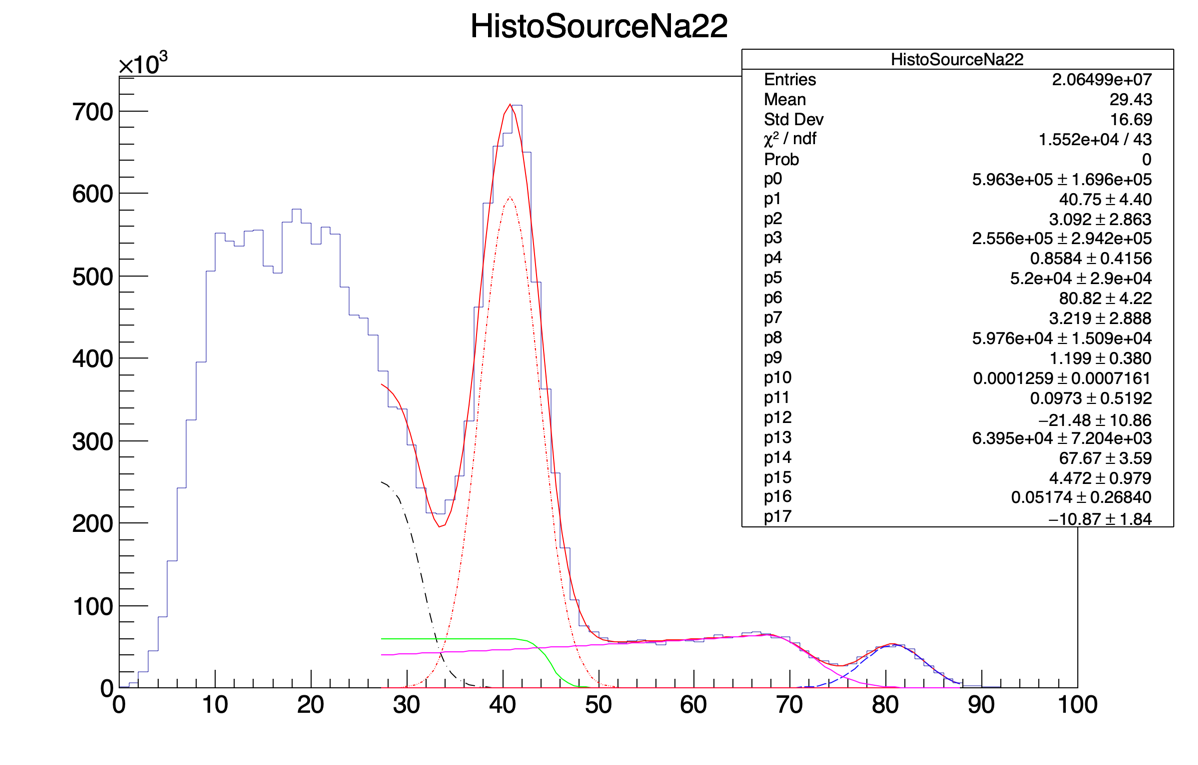 HistoSourceNa22
×10³
HistoSourceNa22
Entries 2.06499e+07
Mean 29.43
Std Dev 16.69
χ² / ndf 1.552e+04 / 43
Prob 0
p0 5.963e+05 ± 1.696e+05
p1 40.75 ± 4.40
p2 3.092 ± 2.863
p3 2.556e+05 ± 2.942e+05
p4 0.8584 ± 0.4156
p5 5.2e+04 ± 2.9e+04
p6 80.82 ± 4.22
p7 3.219 ± 2.888
p8 5.976e+04 ± 1.509e+04
p9 1.199 ± 0.380
p10 0.0001259 ± 0.0007161
p11 0.0973 ± 0.5192
p12 −21.48 ± 10.86
p13 6.395e+04 ± 7.204e+03
p14 67.67 ± 3.59
p15 4.472 ± 0.979
p16 0.05174 ± 0.26840
p17 −10.87 ± 1.84
700
600
500
400
300
200
100
0
0 10 20 30 40 50 60 70 80 90 100